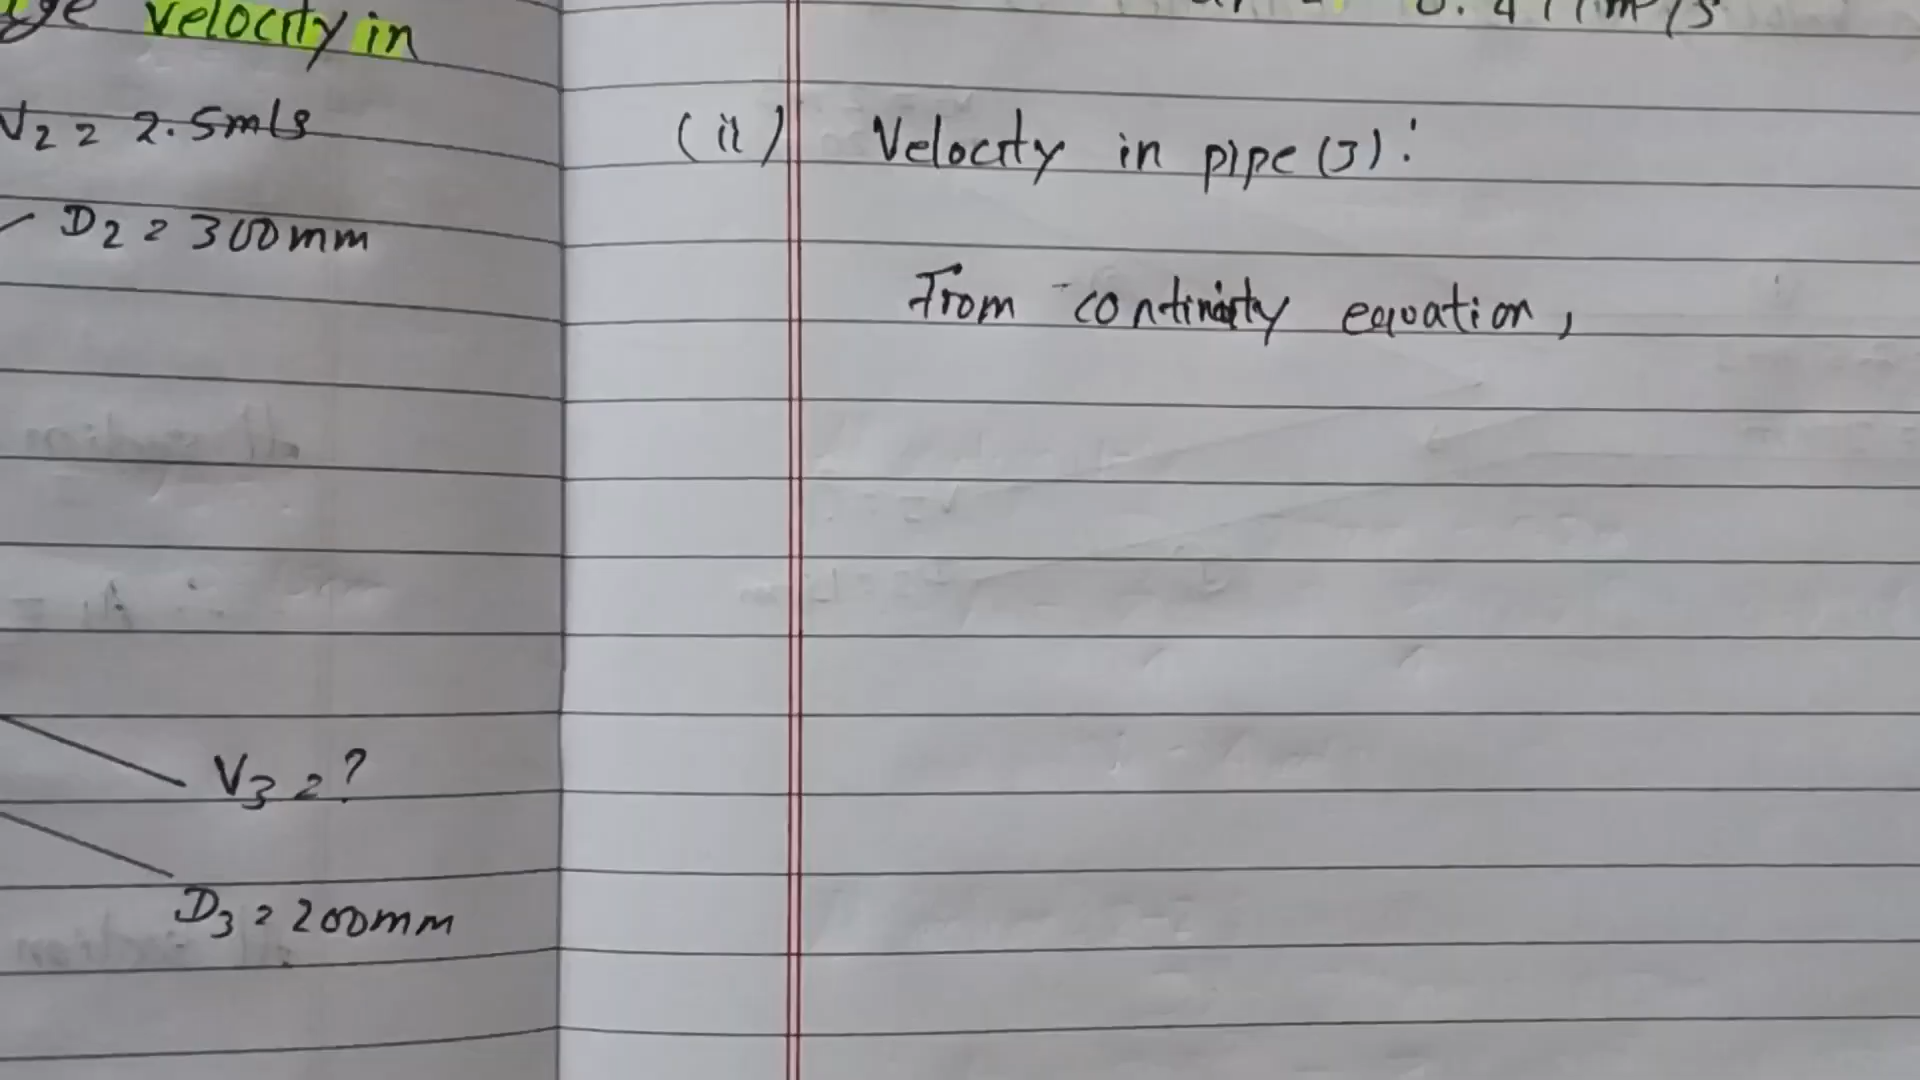 velocity in
V2 = 2.5m/s
D2 = 300mm
V3 = ?
D3 = 200mm
(ii) Velocity in pipe (3):
From continuity equation,